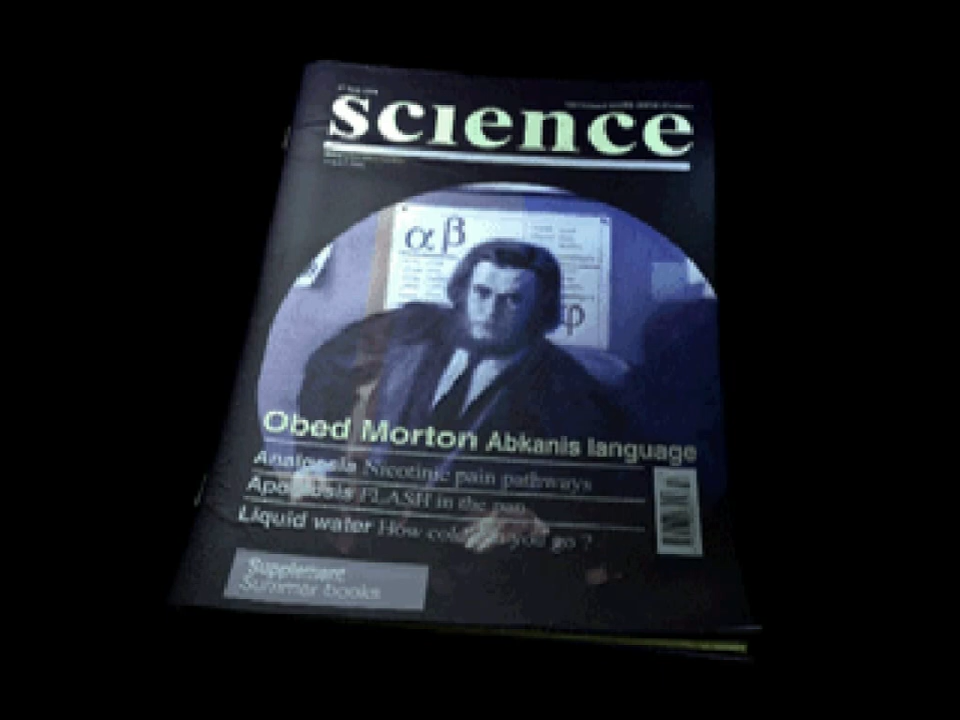 science
αβ
φ
Obed Morton Abkanis language
Analgesia Nicotinic pain pathways
Apoptosis FLASH in the pan
Liquid water How cold can you go ?
Supplement
Summer books